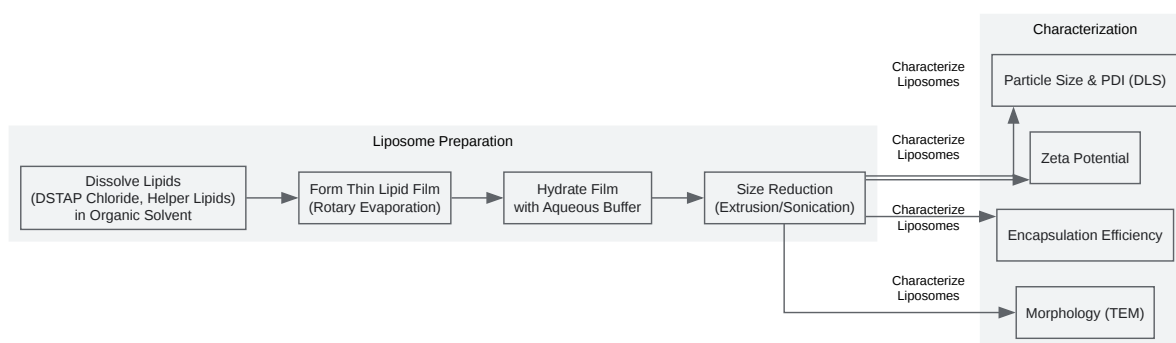 Liposome Preparation
Dissolve Lipids
(DSTAP Chloride, Helper Lipids)
in Organic Solvent
Form Thin Lipid Film
(Rotary Evaporation)
Hydrate Film
with Aqueous Buffer
Size Reduction
(Extrusion/Sonication)
Characterize
Liposomes
Characterize
Liposomes
Characterize
Liposomes
Characterize
Liposomes
Characterization
Particle Size & PDI (DLS)
Zeta Potential
Encapsulation Efficiency
Morphology (TEM)